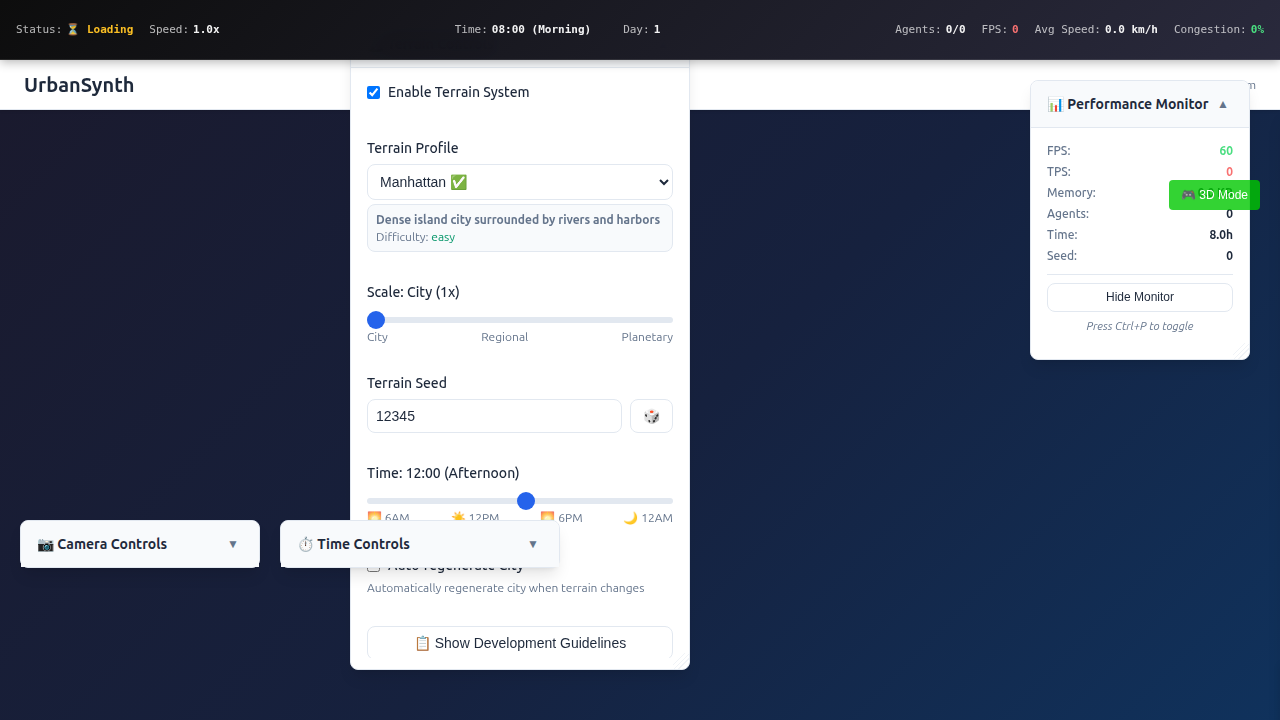 Status: ⏳ Loading Speed: 1.0x Time: 08:00 (Morning) Day: 1 Agents: 0/0 FPS: 0 Avg Speed: 0.0 km/h Congestion: 0%
UrbanSynth
Enable Terrain System
Terrain Profile
Manhattan ✅
Dense island city surrounded by rivers and harbors
Difficulty: easy
Scale: City (1x)
City Regional Planetary
Terrain Seed
12345 🎲
Time: 12:00 (Afternoon)
🌅 6AM ☀️ 12PM 🌅 6PM 🌙 12AM
📷 Camera Controls ▼
⏱️ Time Controls ▼
Auto-regenerate City
Automatically regenerate city when terrain changes
📋 Show Development Guidelines
📊 Performance Monitor ▲
FPS: 60
TPS: 0
Memory:
🎮 3D Mode
Agents: 0
Time: 8.0h
Seed: 0
Hide Monitor
Press Ctrl+P to toggle